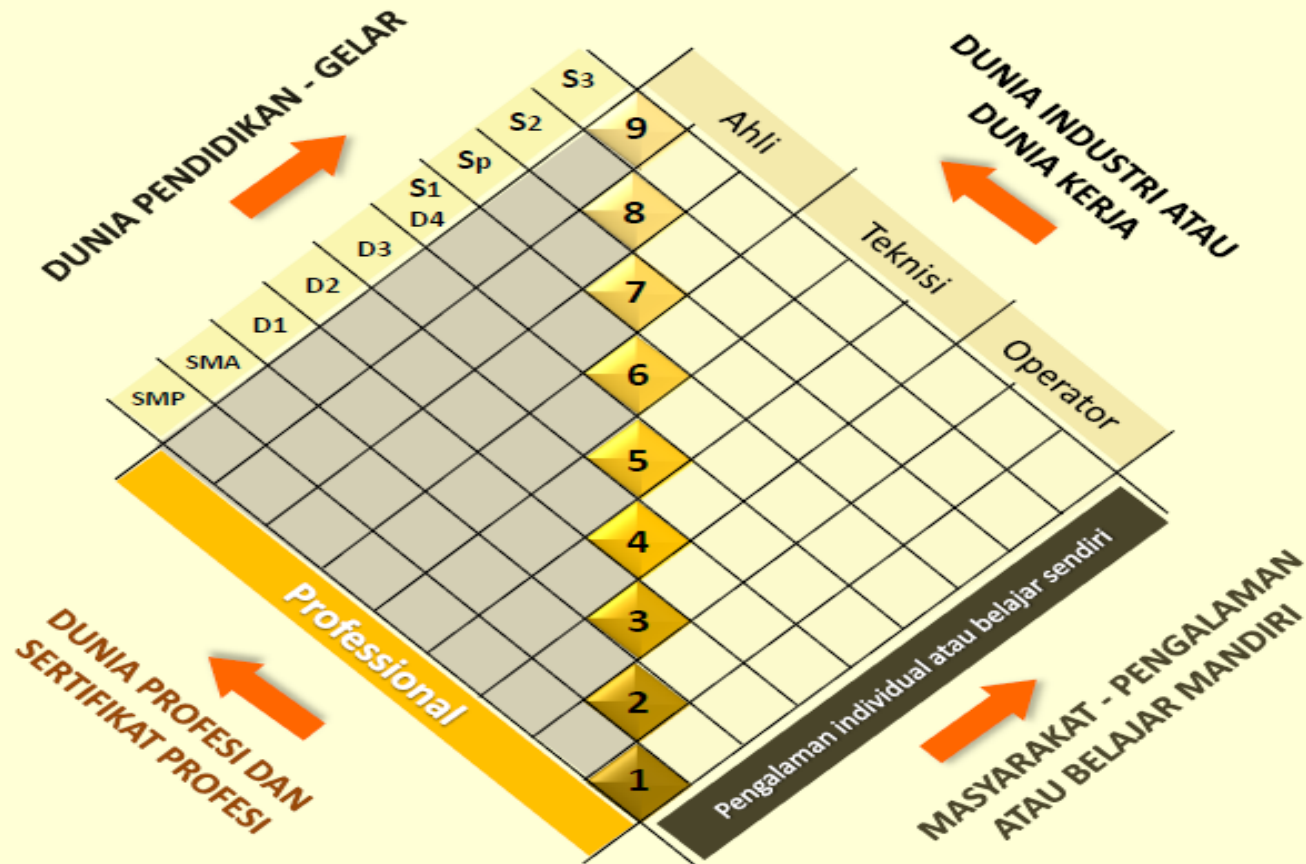 DUNIA PENDIDIKAN - GELAR
DUNIA INDUSTRI ATAU
DUNIA KERJA
S3
S2
Sp
S1
D4
D3
D2
D1
SMA
SMP
Ahli
Teknisi
Operator
9
8
7
6
5
4
3
2
1
Professional
Pengalaman individual atau belajar sendiri
DUNIA PROFESI DAN
SERTIFIKAT PROFESI
MASYARAKAT - PENGALAMAN
ATAU BELAJAR MANDIRI